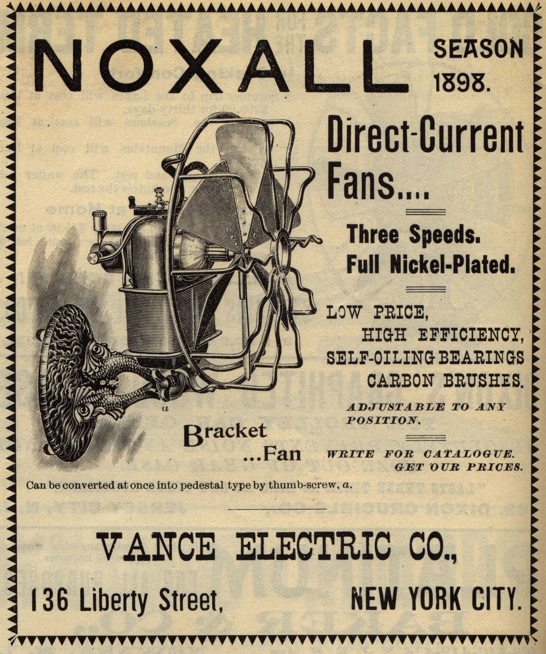 NOXALL
SEASON
1898.
Direct-Current
Fans....
Three Speeds.
Full Nickel-Plated.
LOW PRICE,
HIGH EFFICIENCY,
SELF-OILING BEARINGS
CARBON BRUSHES.
ADJUSTABLE TO ANY
POSITION.
WRITE FOR CATALOGUE.
GET OUR PRICES.
a
Bracket
...Fan
Can be converted at once into pedestal type by thumb-screw, a.
VANCE ELECTRIC CO.,
136 Liberty Street,
NEW YORK CITY.